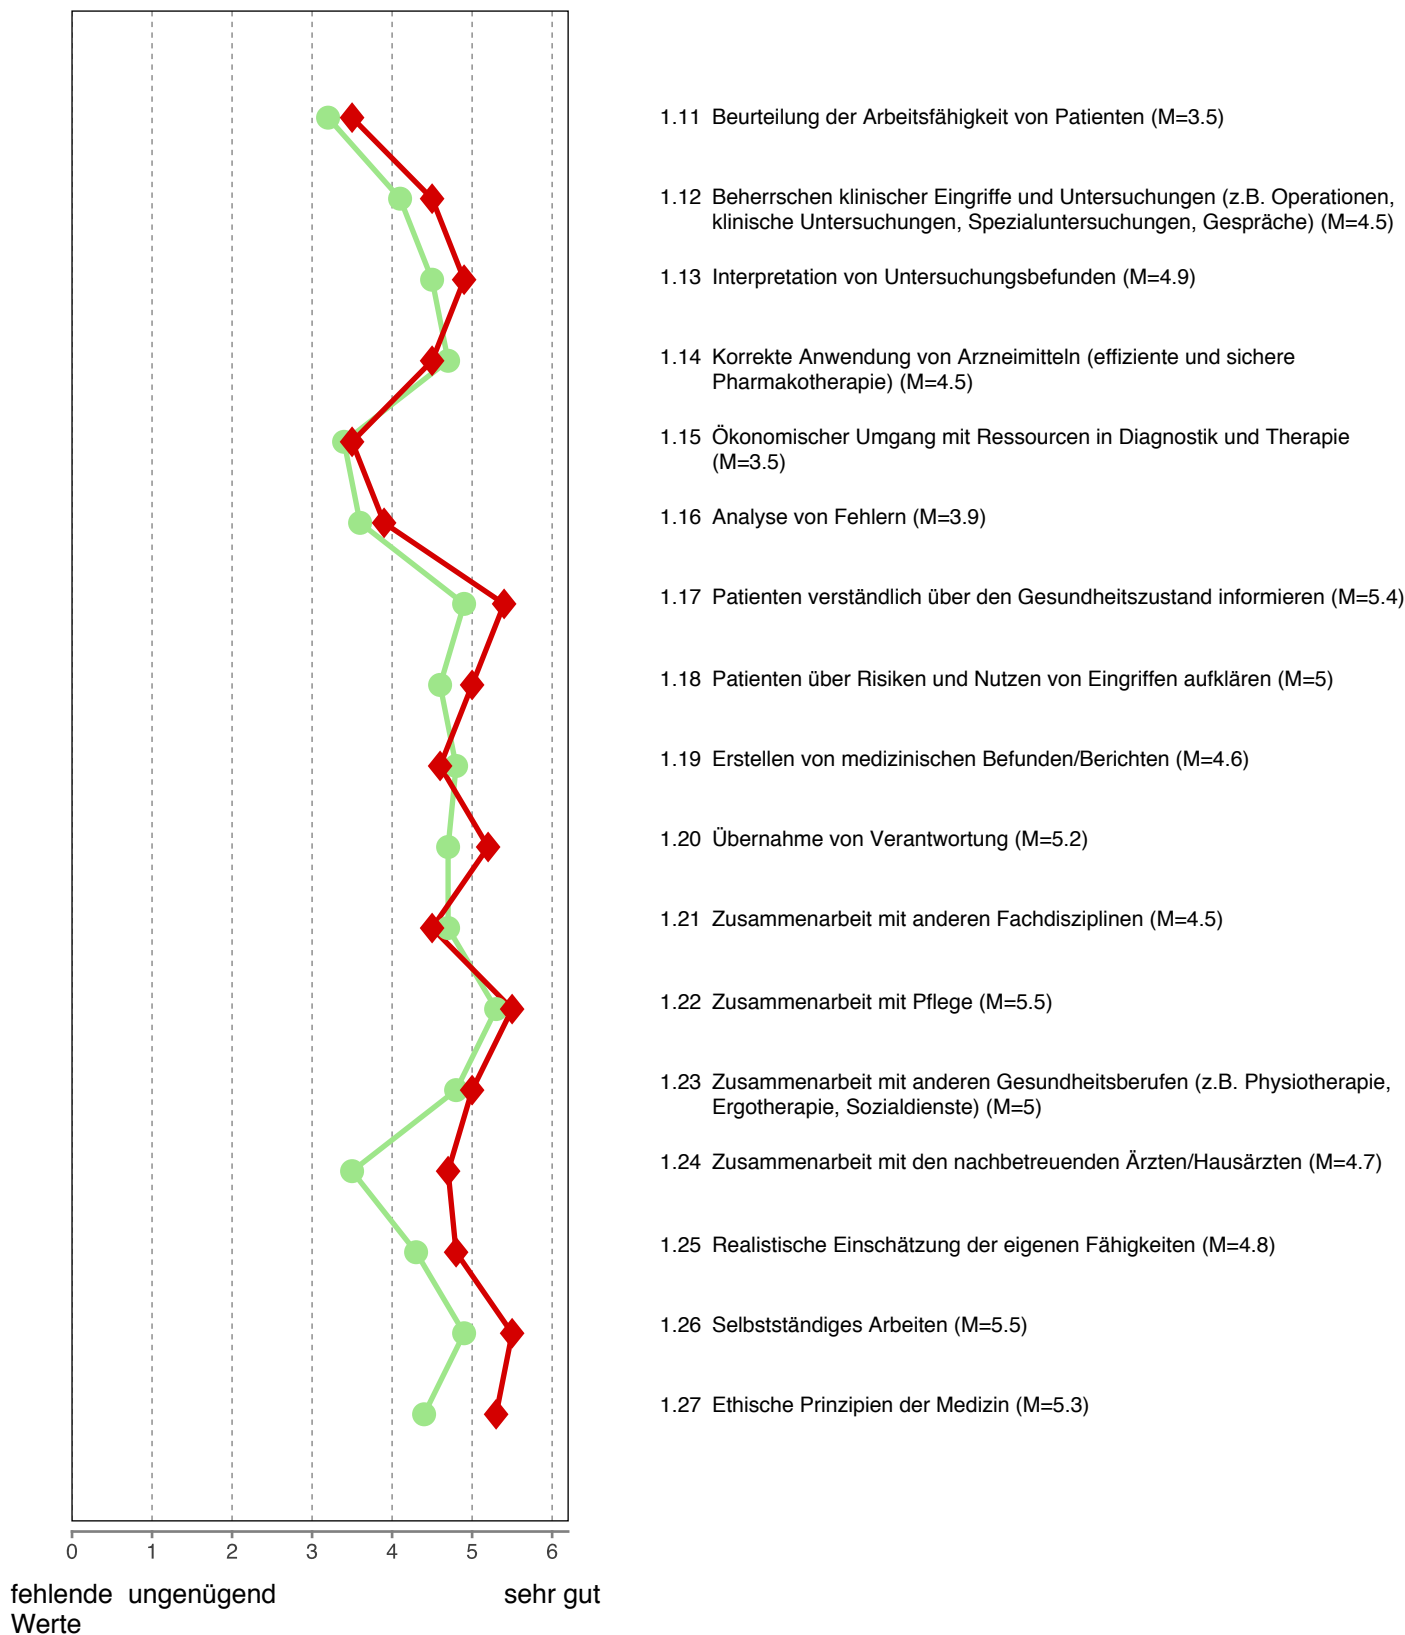 1.11 Beurteilung der Arbeitsfähigkeit von Patienten (M=3.5)
1.12 Beherrschen klinischer Eingriffe und Untersuchungen (z.B. Operationen,
klinische Untersuchungen, Spezialuntersuchungen, Gespräche) (M=4.5)
1.13 Interpretation von Untersuchungsbefunden (M=4.9)
1.14 Korrekte Anwendung von Arzneimitteln (effiziente und sichere
Pharmakotherapie) (M=4.5)
1.15 Ökonomischer Umgang mit Ressourcen in Diagnostik und Therapie
(M=3.5)
1.16 Analyse von Fehlern (M=3.9)
1.17 Patienten verständlich über den Gesundheitszustand informieren (M=5.4)
1.18 Patienten über Risiken und Nutzen von Eingriffen aufklären (M=5)
1.19 Erstellen von medizinischen Befunden/Berichten (M=4.6)
1.20 Übernahme von Verantwortung (M=5.2)
1.21 Zusammenarbeit mit anderen Fachdisziplinen (M=4.5)
1.22 Zusammenarbeit mit Pflege (M=5.5)
1.23 Zusammenarbeit mit anderen Gesundheitsberufen (z.B. Physiotherapie,
Ergotherapie, Sozialdienste) (M=5)
1.24 Zusammenarbeit mit den nachbetreuenden Ärzten/Hausärzten (M=4.7)
1.25 Realistische Einschätzung der eigenen Fähigkeiten (M=4.8)
1.26 Selbstständiges Arbeiten (M=5.5)
1.27 Ethische Prinzipien der Medizin (M=5.3)
0 1 2 3 4 5 6
fehlende ungenügend sehr gut
Werte